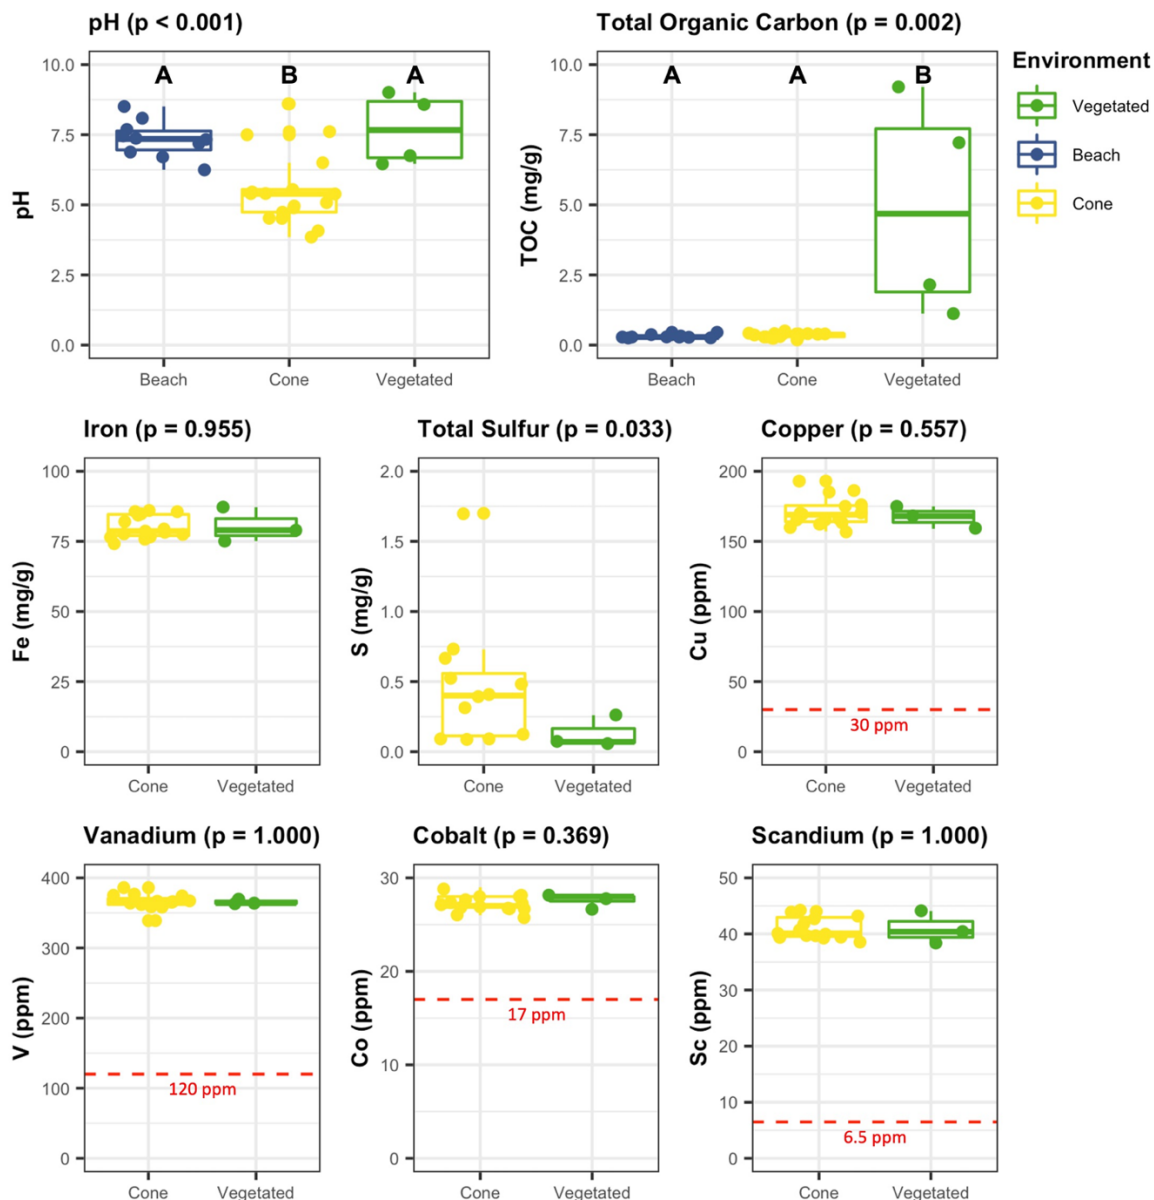 pH (p < 0.001)
Total Organic Carbon (p = 0.002)
10.0
7.5
5.0
2.5
0.0
pH
A
B
A
Beach
Cone
Vegetated
10.0
7.5
5.0
2.5
0.0
TOC (mg/g)
A
A
B
Beach
Cone
Vegetated
Environment
Vegetated
Beach
Cone
Iron (p = 0.955)
100
75
50
25
0
Fe (mg/g)
Cone
Vegetated
Total Sulfur (p = 0.033)
2.0
1.5
1.0
0.5
0.0
S (mg/g)
Cone
Vegetated
Copper (p = 0.557)
200
150
100
50
0
Cu (ppm)
30 ppm
Cone
Vegetated
Vanadium (p = 1.000)
400
300
200
100
0
V (ppm)
120 ppm
Cone
Vegetated
Cobalt (p = 0.369)
30
20
10
0
Co (ppm)
17 ppm
Cone
Vegetated
Scandium (p = 1.000)
50
40
30
20
10
0
Sc (ppm)
6.5 ppm
Cone
Vegetated